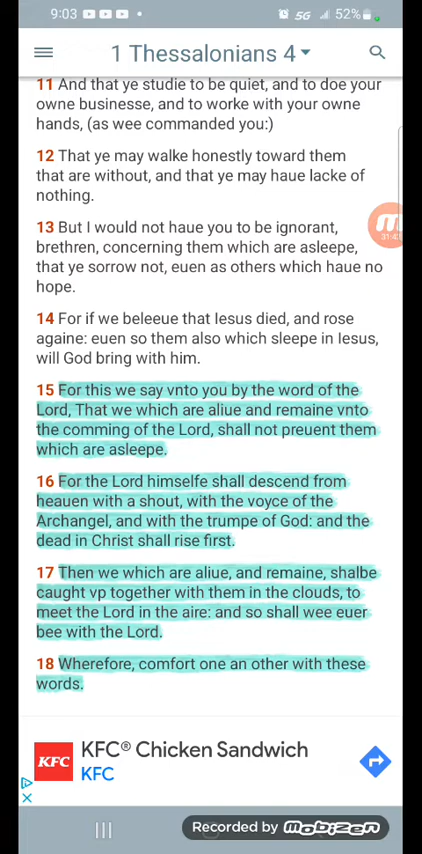 9:03
5G 52%
1 Thessalonians 4
11 And that ye studie to be quiet, and to doe your
owne businesse, and to worke with your owne
hands, (as wee commanded you:)
12 That ye may walke honestly toward them
that are without, and that ye may haue lacke of
nothing.
13 But I would not haue you to be ignorant,
brethren, concerning them which are asleepe,
that ye sorrow not, euen as others which haue no
hope.
14 For if we beleeue that Iesus died, and rose
againe: euen so them also which sleepe in Iesus,
will God bring with him.
15 For this we say vnto you by the word of the
Lord, That we which are aliue and remaine vnto
the comming of the Lord, shall not preuent them
which are asleepe.
16 For the Lord himselfe shall descend from
heauen with a shout, with the voyce of the
Archangel, and with the trumpe of God: and the
dead in Christ shall rise first.
17 Then we which are aliue, and remaine, shalbe
caught vp together with them in the clouds, to
meet the Lord in the aire: and so shall wee euer
bee with the Lord.
18 Wherefore, comfort one an other with these
words.
KFC
KFC® Chicken Sandwich
KFC
Recorded by Mobizen